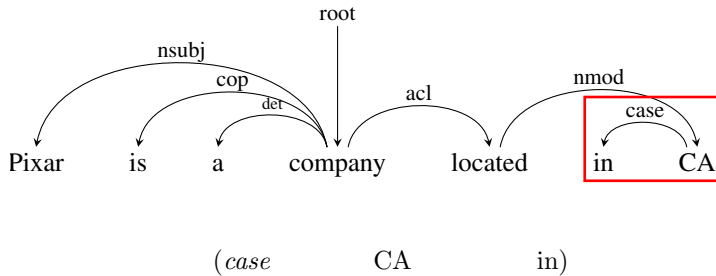 root
nsubj
cop
det
acl
nmod
case
Pixar is a company located in CA
(case CA in)